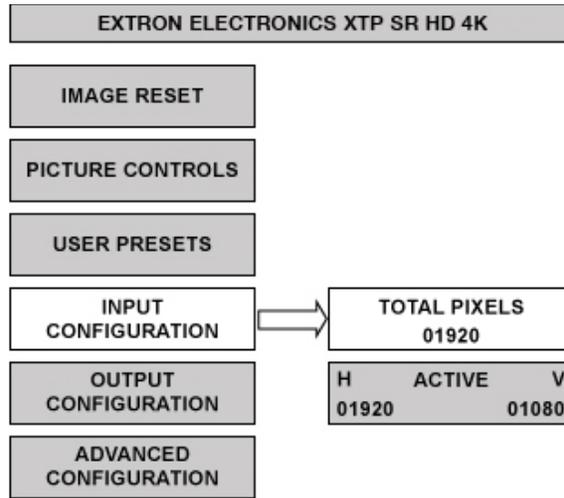 EXTRON ELECTRONICS XTP SR HD 4K
IMAGE RESET
PICTURE CONTROLS
USER PRESETS
INPUT
CONFIGURATION
TOTAL PIXELS
01920
OUTPUT
CONFIGURATION
H ACTIVE V
01920 01080
ADVANCED
CONFIGURATION